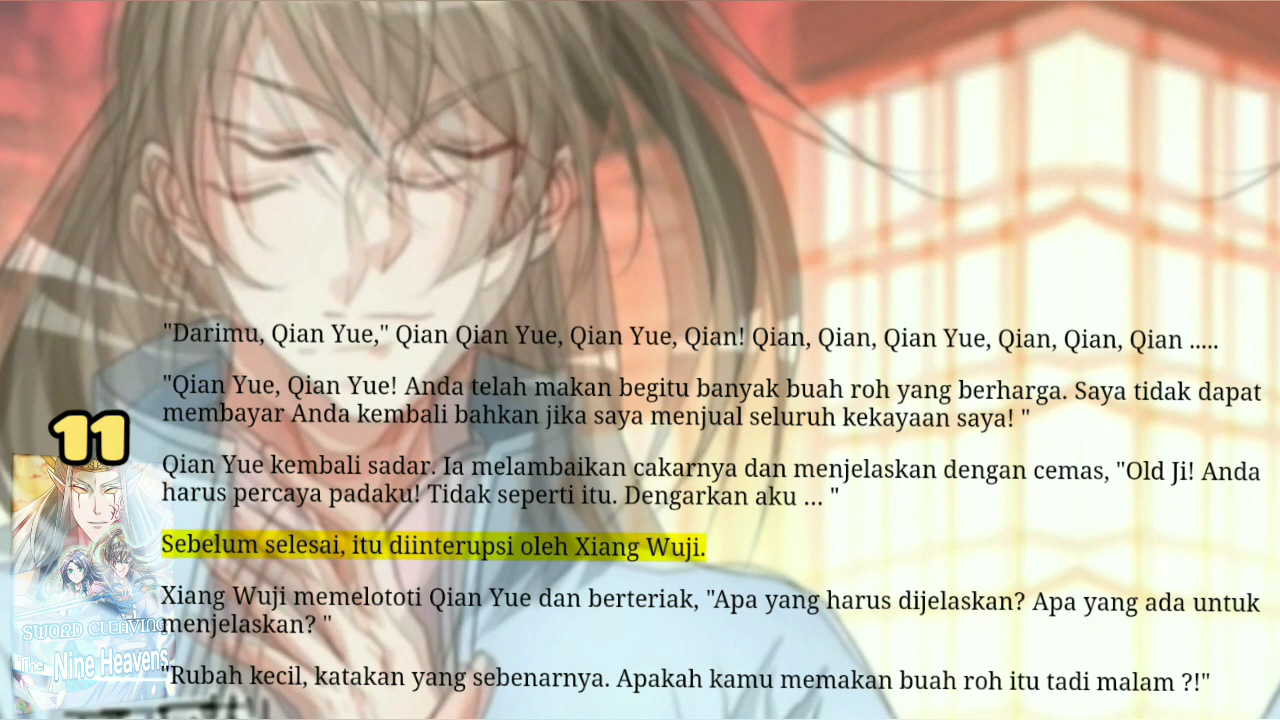 "Darimu, Qian Yue," Qian Qian Yue, Qian Yue, Qian! Qian, Qian, Qian Yue, Qian, Qian, Qian .....
"Qian Yue, Qian Yue! Anda telah makan begitu banyak buah roh yang berharga. Saya tidak dapat
membayar Anda kembali bahkan jika saya menjual seluruh kekayaan saya! "
Qian Yue kembali sadar. Ia melambaikan cakarnya dan menjelaskan dengan cemas, "Old Ji! Anda
harus percaya padaku! Tidak seperti itu. Dengarkan aku ... "
11
Sebelum selesai, itu diinterupsi oleh Xiang Wuji.
Xiang Wuji memelototi Qian Yue dan berteriak, "Apa yang harus dijelaskan? Apa yang ada untuk
menjelaskan? "
SWORD CLEAVING
The Nine Heavens
"Rubah kecil, katakan yang sebenarnya. Apakah kamu memakan buah roh itu tadi malam ?!"